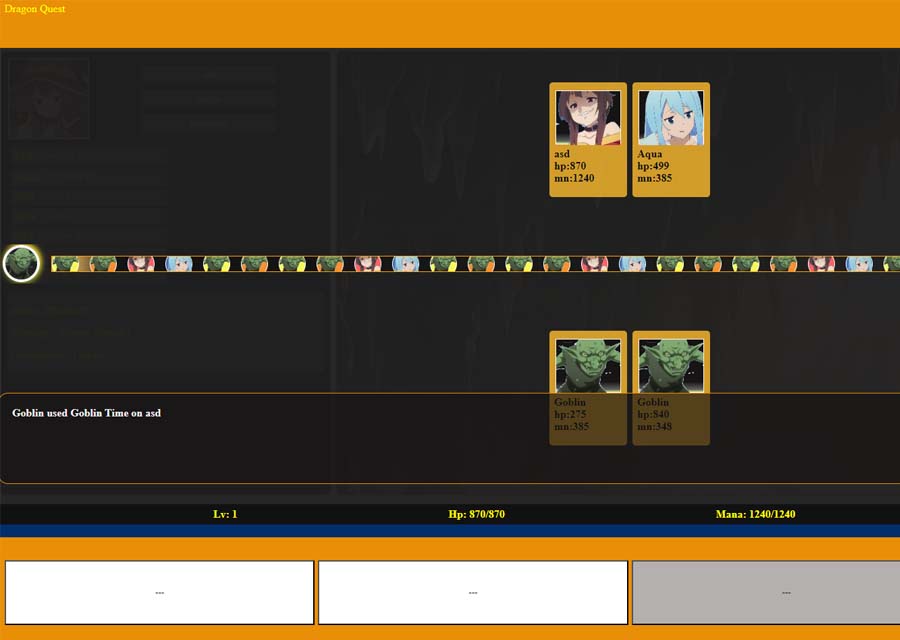 Dragon Quest
asd
hp:870
mn:1240
Aqua
hp:499
mn:385
Goblin
hp:275
mn:385
Goblin
hp:840
mn:348
Goblin used Goblin Time on asd
Lv: 1
Hp: 870/870
Mana: 1240/1240
---
---
---